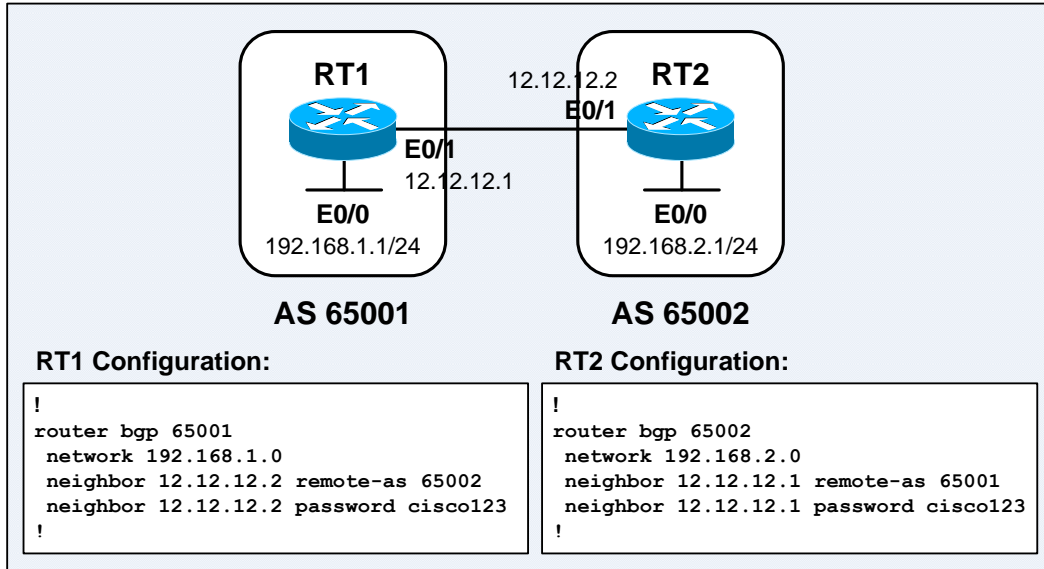 RT1
12.12.12.2
RT2
E0/1
E0/1
12.12.12.1
E0/0
E0/0
192.168.1.1/24
192.168.2.1/24
AS 65001
AS 65002
RT1 Configuration:
!
router bgp 65001
network 192.168.1.0
neighbor 12.12.12.2 remote-as 65002
neighbor 12.12.12.2 password cisco123
!
RT2 Configuration:
!
router bgp 65002
network 192.168.2.0
neighbor 12.12.12.1 remote-as 65001
neighbor 12.12.12.1 password cisco123
!